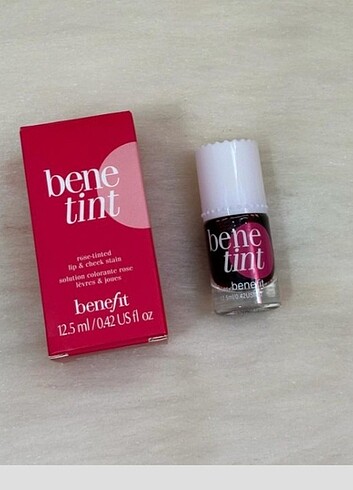 bene
tint
rose-tinted
lip & cheek stain
solution colorante rose
lèvres & joues
benefit
12.5 ml / 0.42 US fl oz
bene
tint
benefit